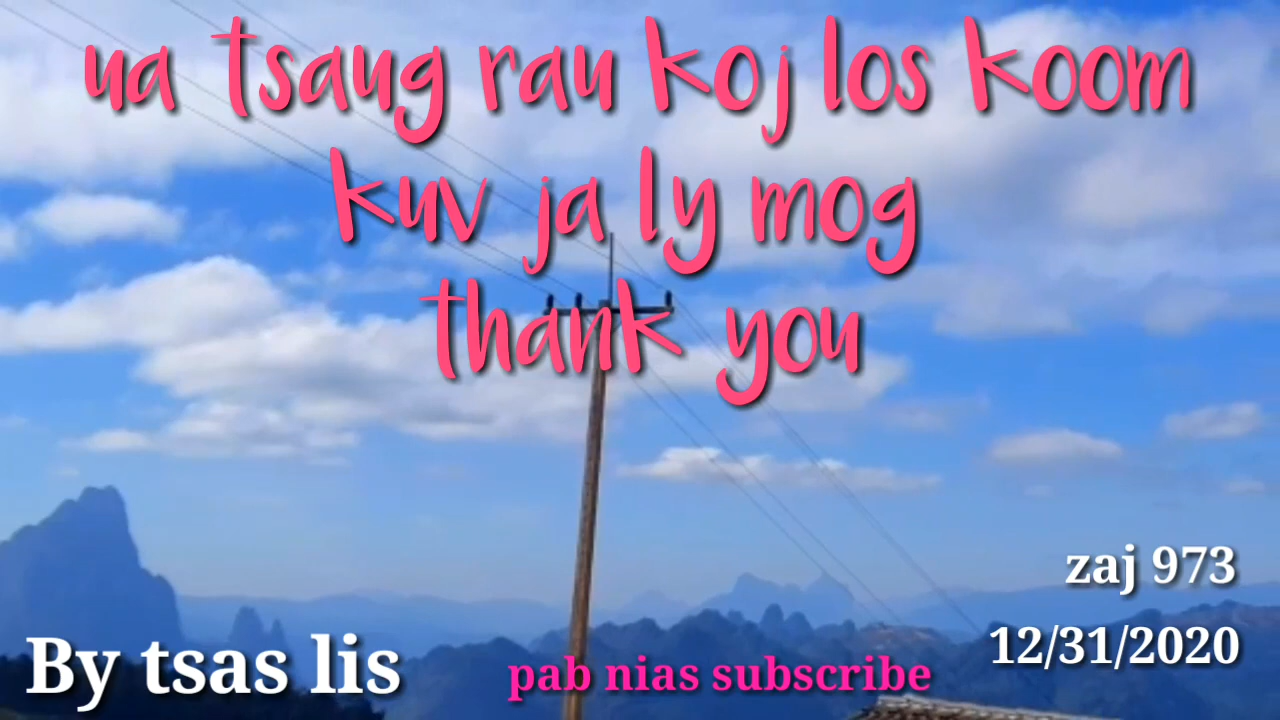 ua tsaug rau koj los koom
kuv ja ly mog
thank you
zaj 973
12/31/2020
By tsas lis
pab nias subscribe